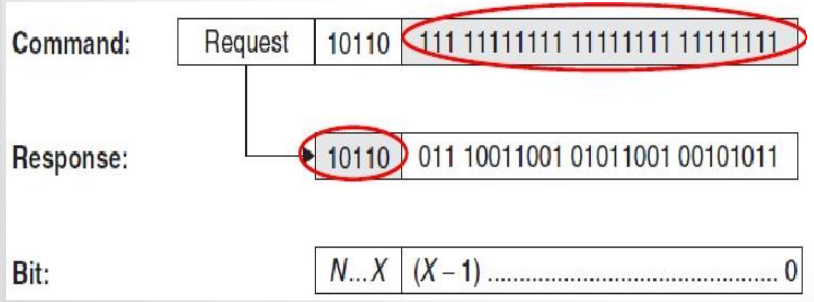 Command: Request 10110 111 11111111 11111111 11111111
Response: 10110 011 10011001 01011001 00101011
Bit: N...X (X – 1) ............................................... 0